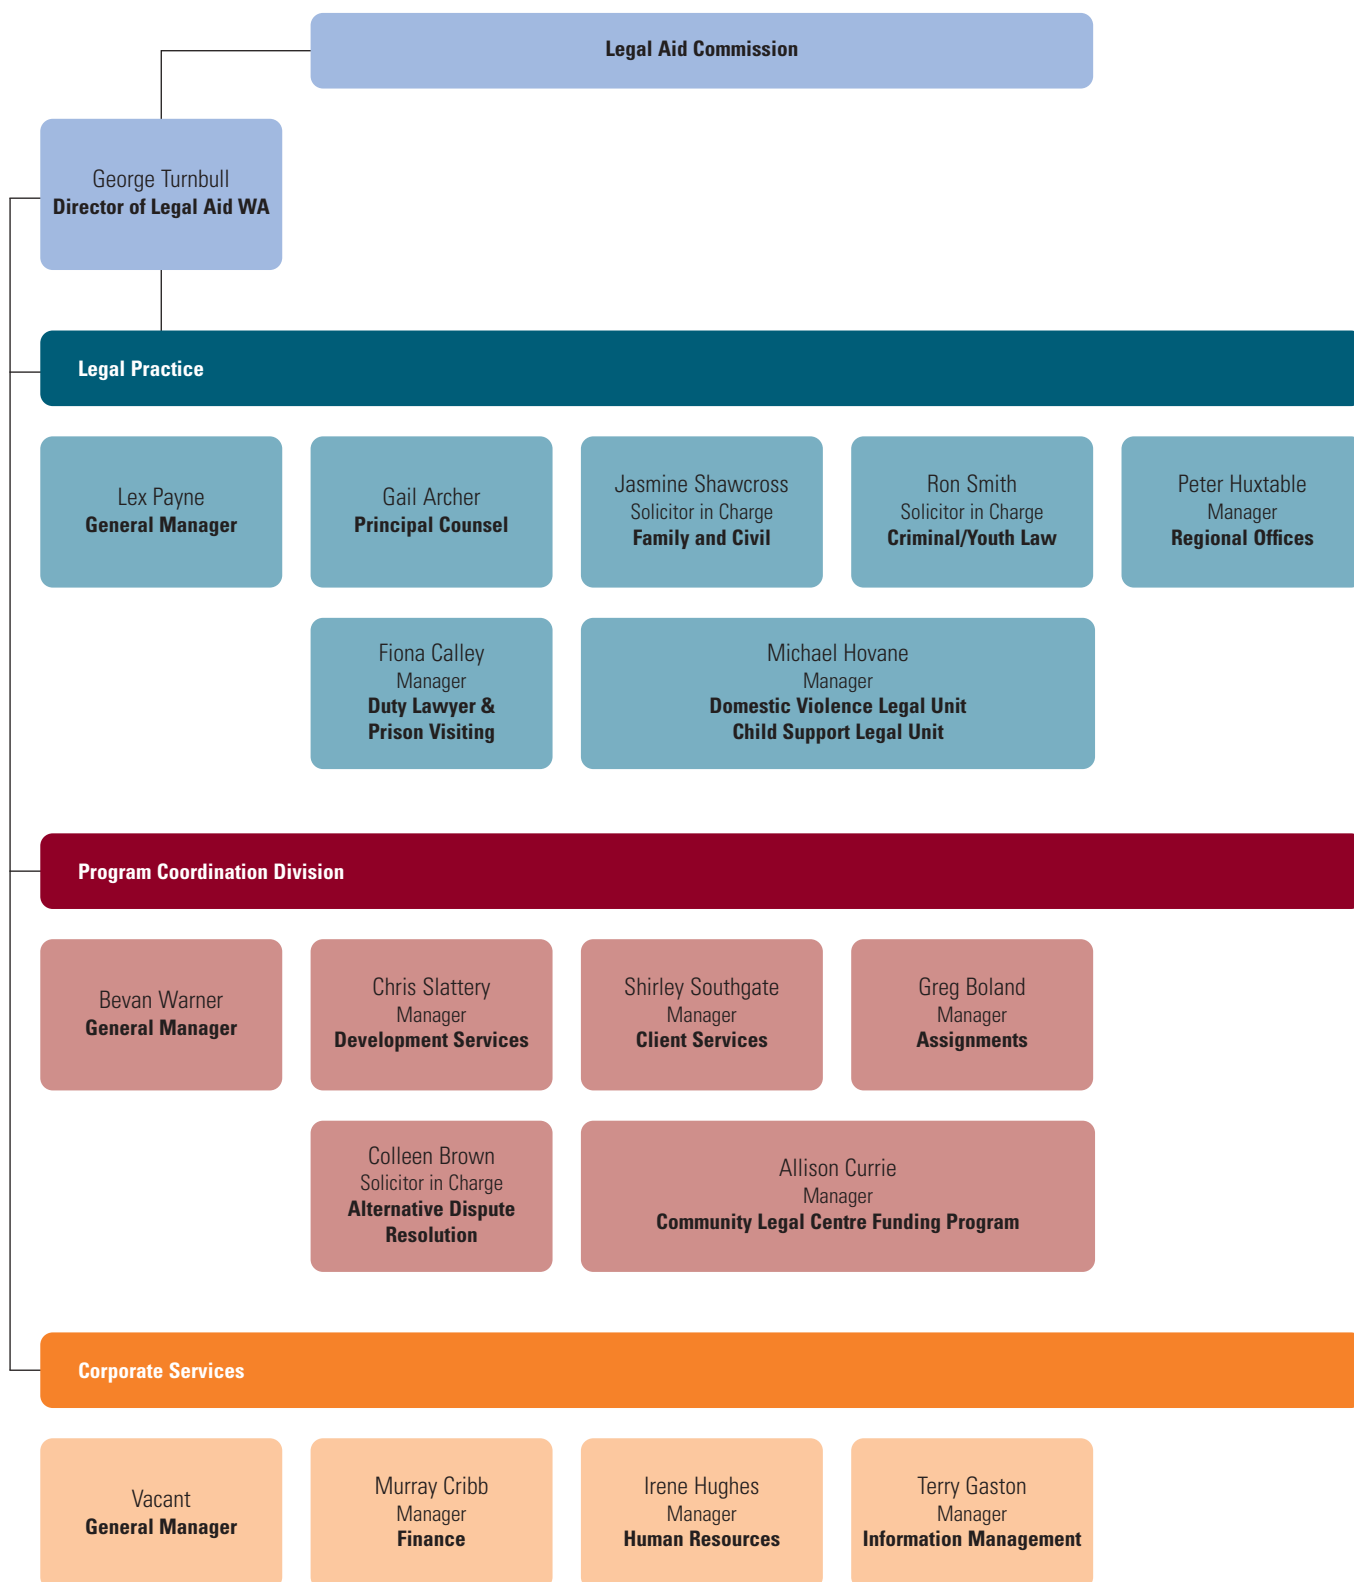 Legal Aid Commission
George Turnbull
Director of Legal Aid WA
Legal Practice
Lex Payne
General Manager
Gail Archer
Principal Counsel
Jasmine Shawcross
Solicitor in Charge
Family and Civil
Ron Smith
Solicitor in Charge
Criminal/Youth Law
Peter Huxtable
Manager
Regional Offices
Fiona Calley
Manager
Duty Lawyer &
Prison Visiting
Michael Hovane
Manager
Domestic Violence Legal Unit
Child Support Legal Unit
Program Coordination Division
Bevan Warner
General Manager
Chris Slattery
Manager
Development Services
Shirley Southgate
Manager
Client Services
Greg Boland
Manager
Assignments
Colleen Brown
Solicitor in Charge
Alternative Dispute
Resolution
Allison Currie
Manager
Community Legal Centre Funding Program
Corporate Services
Vacant
General Manager
Murray Cribb
Manager
Finance
Irene Hughes
Manager
Human Resources
Terry Gaston
Manager
Information Management